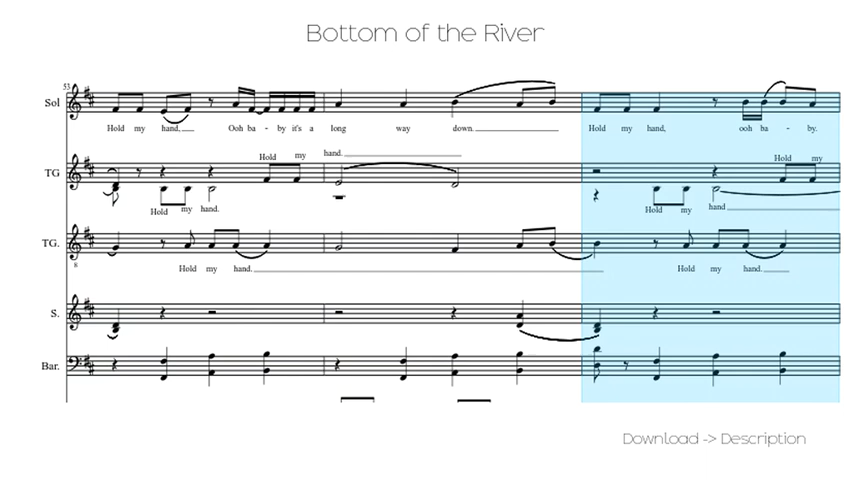 Bottom of the River
53
Sol
Hold my hand, Ooh ba - by it's a long way down. Hold my hand, ooh ba - by.
TG
Hold my hand. Hold my
Hold my hand. Hold my hand
TG.
8
Hold my hand. Hold my hand.
S.
Bar.
Download -> Description